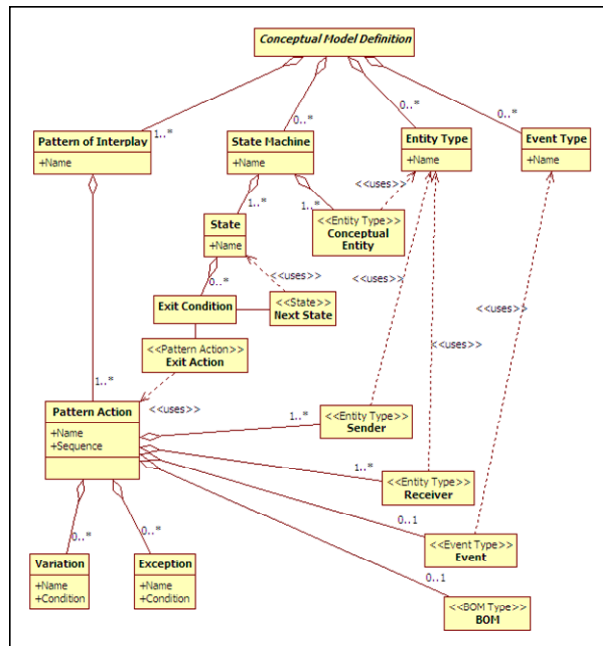 Conceptual Model Definition
1..*
0..*
0..*
0..*
Pattern of Interplay
+Name
State Machine
+Name
Entity Type
+Name
Event Type
+Name
<<uses>>
1..*
1..*
State
+Name
<<Entity Type>>
Conceptual
Entity
<<uses>>
<<uses>>
0..*
Exit Condition
<<State>>
Next State
<<uses>>
<<uses>>
<<Pattern Action>>
Exit Action
1..*
<<uses>>
Pattern Action
+Name
+Sequence
1..*
<<Entity Type>>
Sender
1..*
<<Entity Type>>
Receiver
0..1
<<Event Type>>
Event
0..*
0..*
Variation
+Name
+Condition
Exception
+Name
+Condition
0..1
<<BOM Type>>
BOM